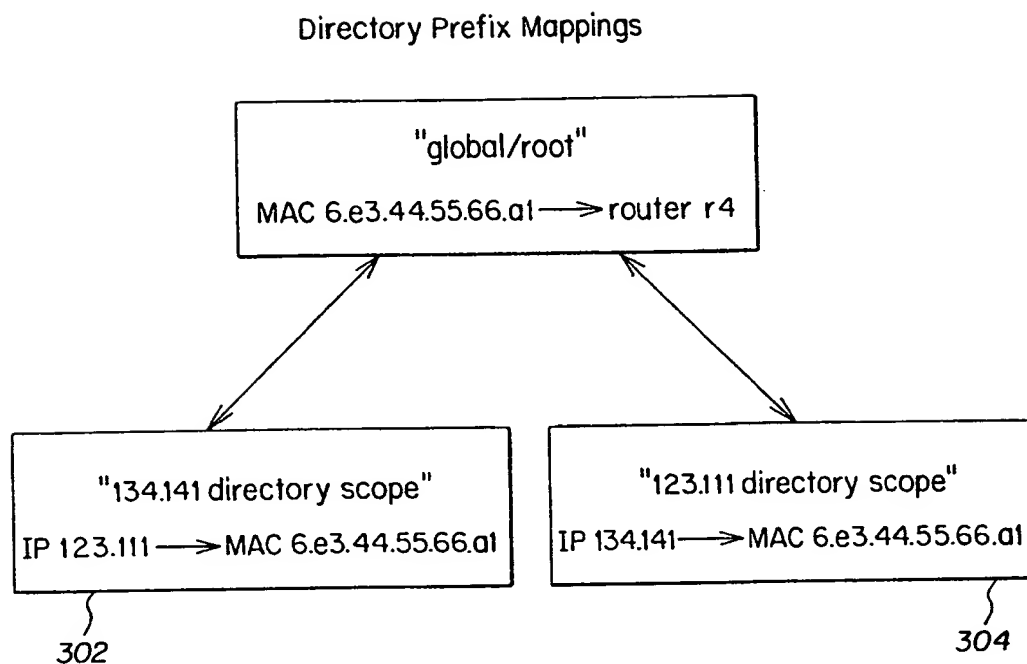 Directory Prefix Mappings
"global/root"
MAC 6.e3.44.55.66.a1⟶router r4
"134.141 directory scope"
IP 123.111⟶MAC 6.e3.44.55.66.a1
"123.111 directory scope"
IP 134.141⟶MAC 6.e3.44.55.66.a1
302
304